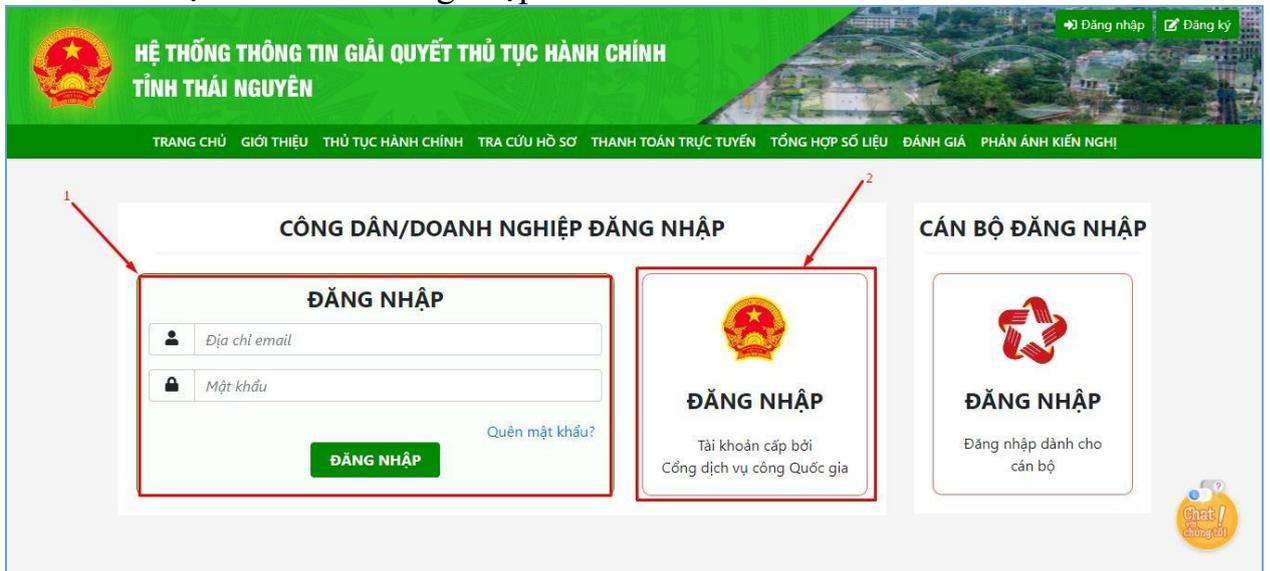 Đăng nhập Đăng ký
HỆ THỐNG THÔNG TIN GIẢI QUYẾT THỦ TỤC HÀNH CHÍNH
TỈNH THÁI NGUYÊN
TRANG CHỦ GIỚI THIỆU THỦ TỤC HÀNH CHÍNH TRA CỨU HỒ SƠ THANH TOÁN TRỰC TUYẾN TỔNG HỢP SỐ LIỆU ĐÁNH GIÁ PHẢN ÁNH KIẾN NGHỊ
1
2
CÔNG DÂN/DOANH NGHIỆP ĐĂNG NHẬP
ĐĂNG NHẬP
Địa chỉ email
Mật khẩu
Quên mật khẩu?
ĐĂNG NHẬP
ĐĂNG NHẬP
Tài khoản cấp bởi
Cổng dịch vụ công Quốc gia
CÁN BỘ ĐĂNG NHẬP
ĐĂNG NHẬP
Đăng nhập dành cho
cán bộ
?
Chat !
với
chúng tôi